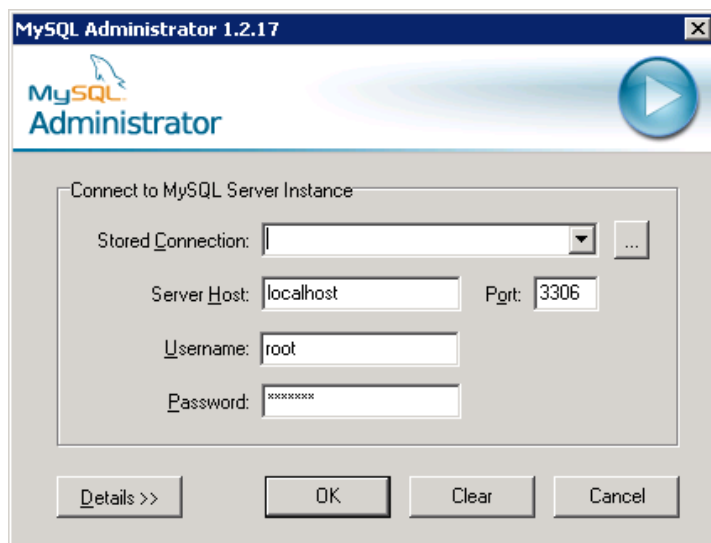 MySQL Administrator 1.2.17
MySQL
Administrator
Connect to MySQL Server Instance
Stored Connection:
...
Server Host: localhost Port: 3306
Username: root
Password: *******
Details >> OK Clear Cancel